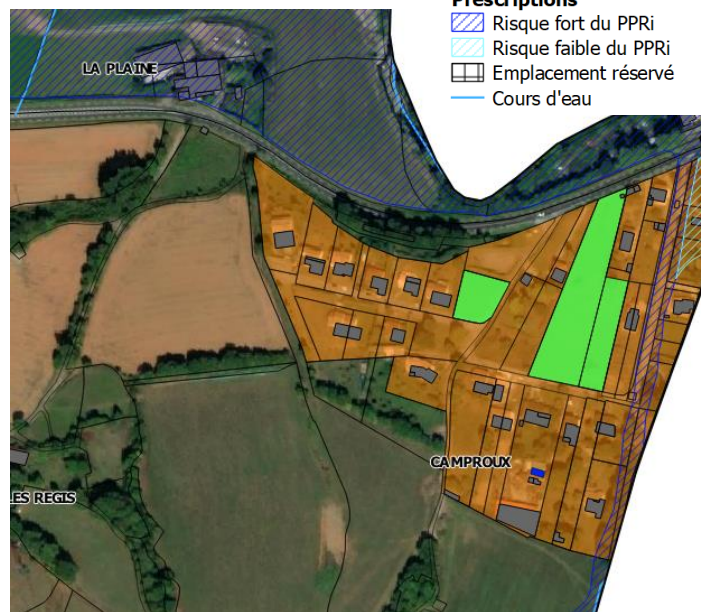 Prescriptions
Risque fort du PPRi
Risque faible du PPRi
Emplacement réservé
Cours d'eau
LA PLAINE
CAMPROUX
LES REGIS